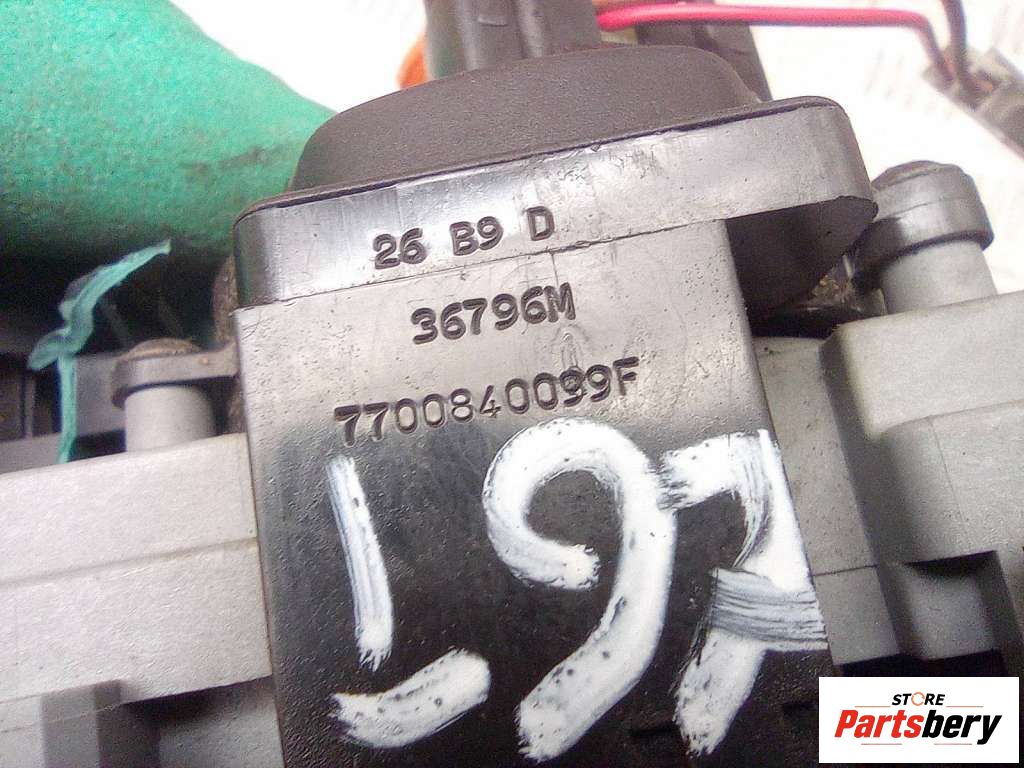 26 B9 D
36796M
7700840099F
L97
STORE
Partsbery